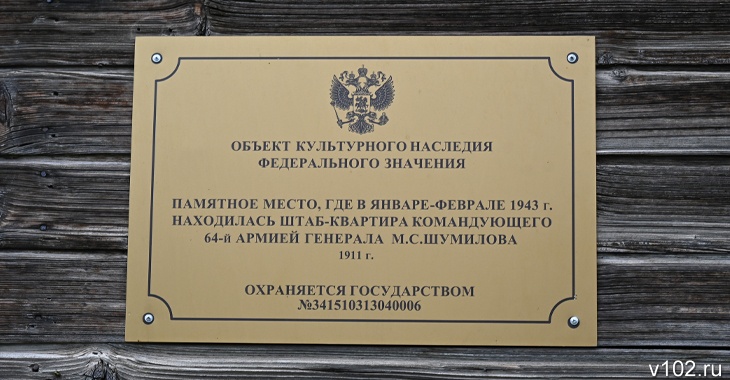 ОБЪЕКТ КУЛЬТУРНОГО НАСЛЕДИЯ
ФЕДЕРАЛЬНОГО ЗНАЧЕНИЯ
ПАМЯТНОЕ МЕСТО, ГДЕ В ЯНВАРЕ-ФЕВРАЛЕ 1943 г.
НАХОДИЛАСЬ ШТАБ-КВАРТИРА КОМАНДУЮЩЕГО
64-й АРМИЕЙ ГЕНЕРАЛА М.С.ШУМИЛОВА
1911 г.
ОХРАНЯЕТСЯ ГОСУДАРСТВОМ
№341510313040006
v102.ru